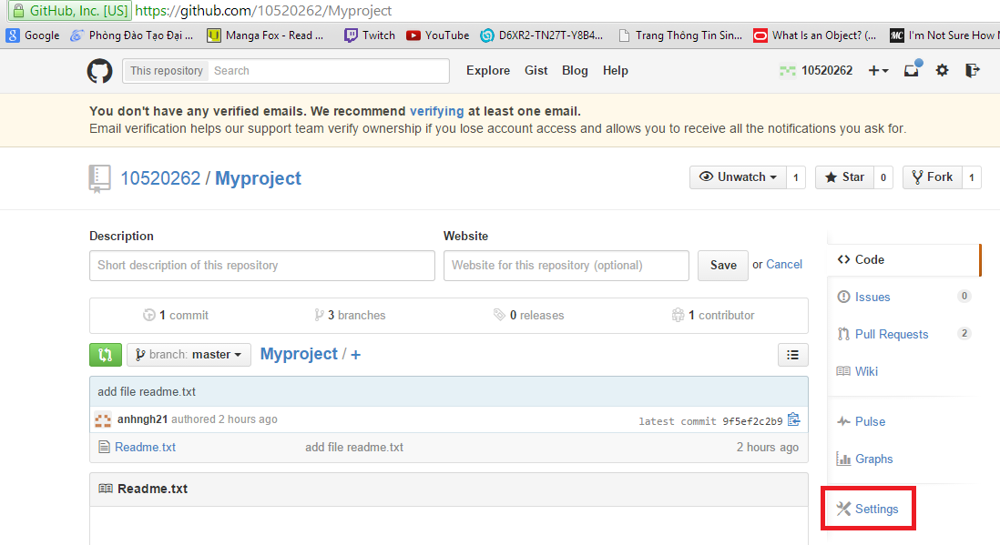 GitHub, Inc. [US] https://github.com/10520262/Myproject
Google Phòng Đào Tạo Đại ... Manga Fox - Read ... Twitch YouTube D6XR2-TN27T-Y8B4... Trang Thông Tin Sin... What Is an Object? (... I'm Not Sure How
This repository Search Explore Gist Blog Help 10520262
You don't have any verified emails. We recommend verifying at least one email.
Email verification helps our support team verify ownership if you lose account access and allows you to receive all the notifications you ask for.
10520262 / Myproject Unwatch 1 Star 0 Fork 1
Description Website
Short description of this repository Website for this repository (optional) Save or Cancel
1 commit 3 branches 0 releases 1 contributor
branch: master Myproject / +
add file readme.txt
anhngh21 authored 2 hours ago latest commit 9f5ef2c2b9
Readme.txt add file readme.txt 2 hours ago
Readme.txt
Code
Issues 0
Pull Requests 2
Wiki
Pulse
Graphs
Settings